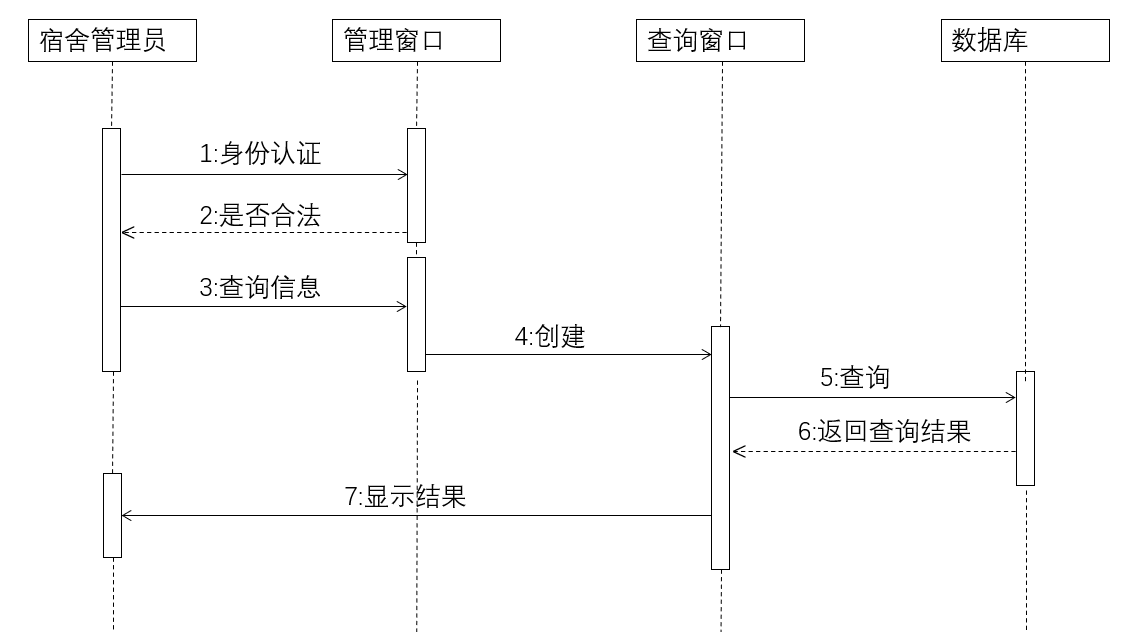 宿舍管理员
管理窗口
查询窗口
数据库
1:身份认证
2:是否合法
3:查询信息
4:创建
5:查询
6:返回查询结果
7:显示结果